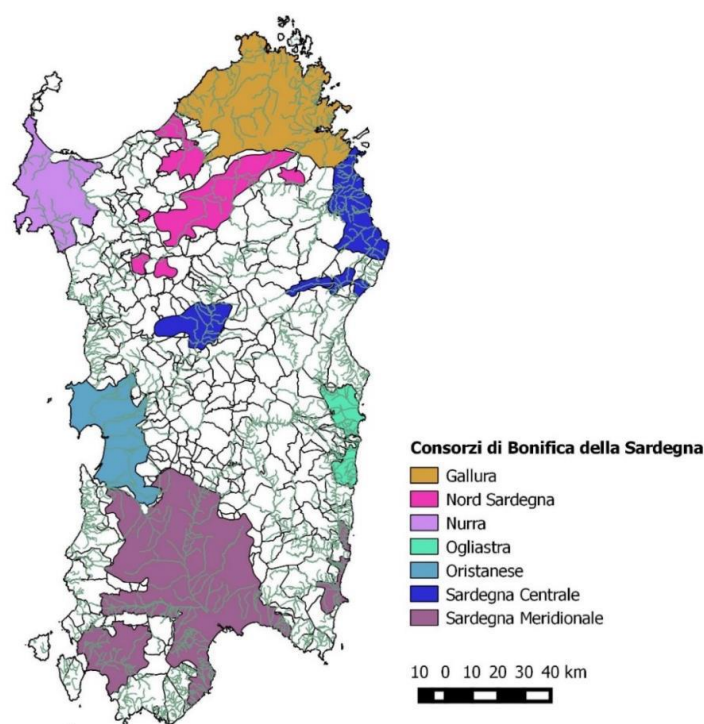 Consorzi di Bonifica della Sardegna
Gallura
Nord Sardegna
Nurra
Ogliastra
Oristanese
Sardegna Centrale
Sardegna Meridionale
10 0 10 20 30 40 km